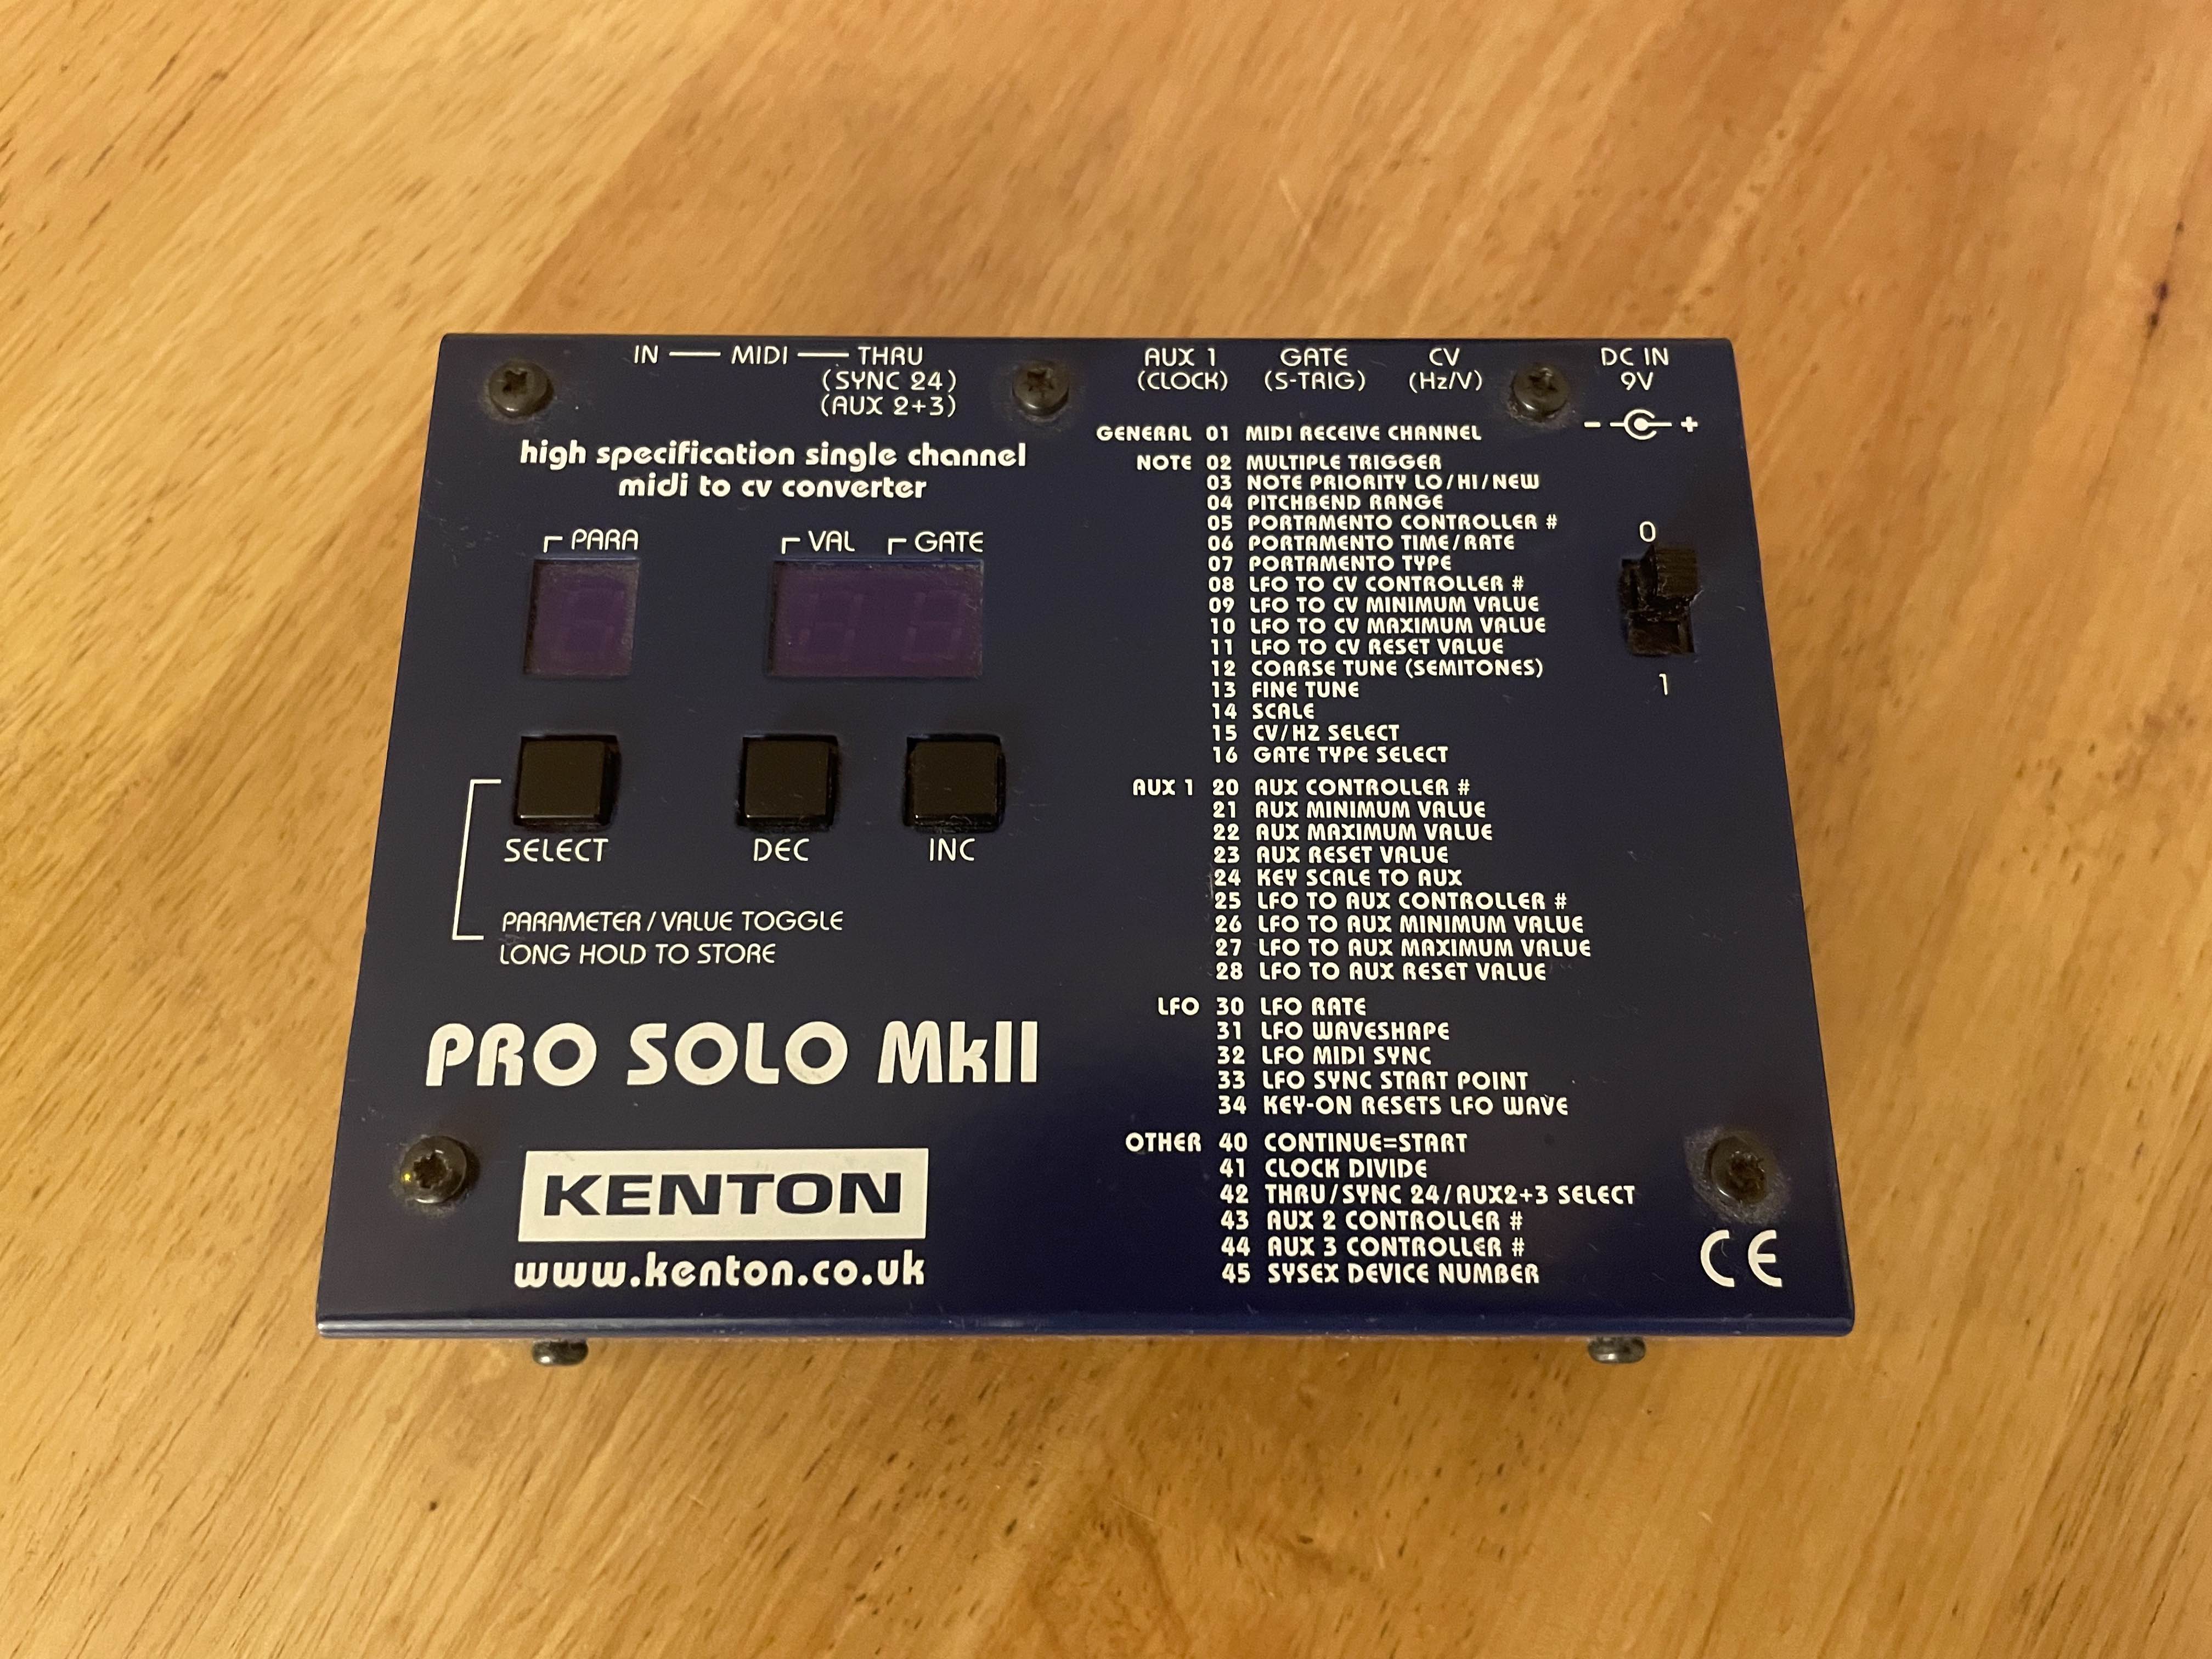 IN — MIDI — THRU
(SYNC 24)
(AUX 2+3)
AUX 1
(CLOCK)
GATE
(S-TRIG)
CV
(Hz/V)
DC IN
9V
- +
high specification single channel
midi to cv converter
PARA
VAL
GATE
SELECT
DEC
INC
PARAMETER / VALUE TOGGLE
LONG HOLD TO STORE
PRO SOLO MkII
KENTON
www.kenton.co.uk
GENERAL 01 MIDI RECEIVE CHANNEL
NOTE 02 MULTIPLE TRIGGER
03 NOTE PRIORITY LO/HI/NEW
04 PITCHBEND RANGE
05 PORTAMENTO CONTROLLER #
06 PORTAMENTO TIME/RATE
07 PORTAMENTO TYPE
08 LFO TO CV CONTROLLER #
09 LFO TO CV MINIMUM VALUE
10 LFO TO CV MAXIMUM VALUE
11 LFO TO CV RESET VALUE
12 COARSE TUNE (SEMITONES)
13 FINE TUNE
14 SCALE
15 CV/HZ SELECT
16 GATE TYPE SELECT
AUX 1 20 AUX CONTROLLER #
21 AUX MINIMUM VALUE
22 AUX MAXIMUM VALUE
23 AUX RESET VALUE
24 KEY SCALE TO AUX
25 LFO TO AUX CONTROLLER #
26 LFO TO AUX MINIMUM VALUE
27 LFO TO AUX MAXIMUM VALUE
28 LFO TO AUX RESET VALUE
LFO 30 LFO RATE
31 LFO WAVESHAPE
32 LFO MIDI SYNC
33 LFO SYNC START POINT
34 KEY-ON RESETS LFO WAVE
OTHER 40 CONTINUE=START
41 CLOCK DIVIDE
42 THRU/SYNC 24/AUX2+3 SELECT
43 AUX 2 CONTROLLER #
44 AUX 3 CONTROLLER #
45 SYSEX DEVICE NUMBER
0
1
CE